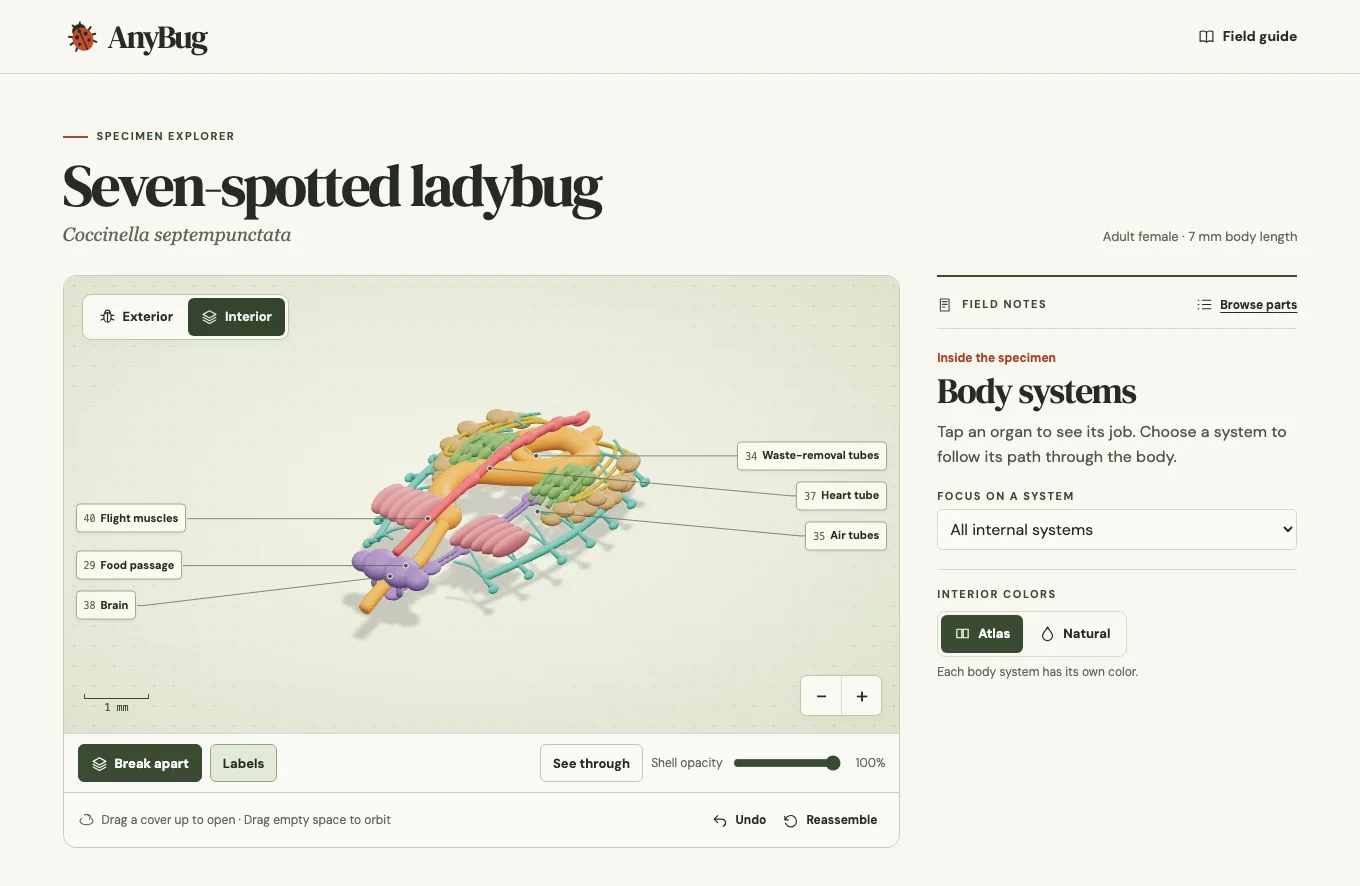 AnyBug
Field guide
SPECIMEN EXPLORER
Seven-spotted ladybug
Coccinella septempunctata
Adult female · 7 mm body length
Exterior
Interior
34 Waste-removal tubes
37 Heart tube
35 Air tubes
40 Flight muscles
29 Food passage
38 Brain
1 mm
− +
Break apart
Labels
See through
Shell opacity
100%
Drag a cover up to open · Drag empty space to orbit
Undo
Reassemble
FIELD NOTES
Browse parts
Inside the specimen
Body systems
Tap an organ to see its job. Choose a system to
follow its path through the body.
FOCUS ON A SYSTEM
All internal systems
INTERIOR COLORS
Atlas
Natural
Each body system has its own color.